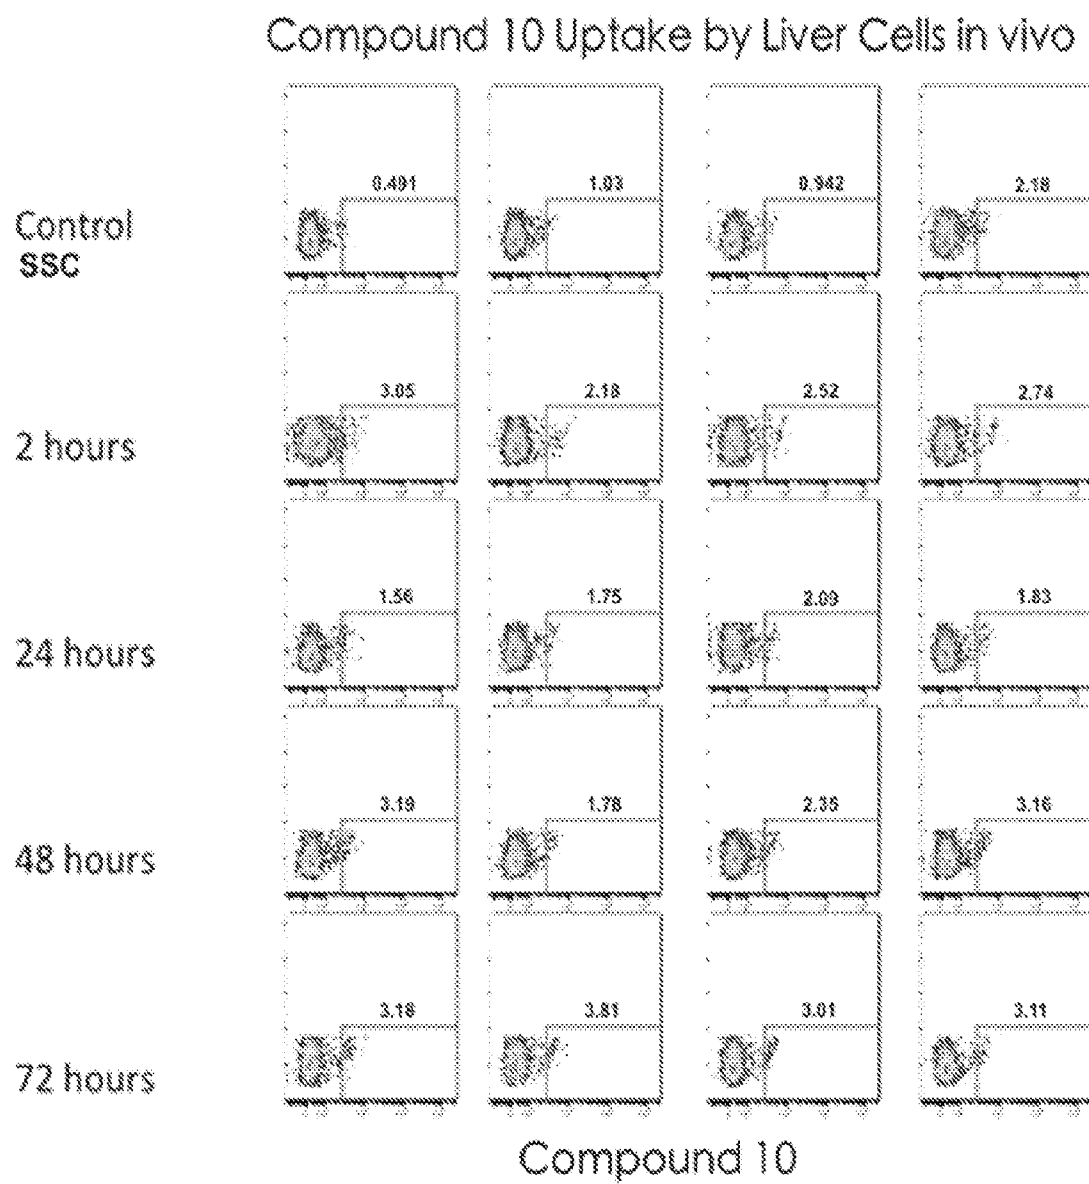 Compound 10 Uptake by Liver Cells in vivo
0.491 1.03 0.942 2.18
Control
SSC
3.05 2.18 2.52 2.74
2 hours
1.56 1.75 2.09 1.83
24 hours
3.19 1.78 2.35 3.16
48 hours
3.18 3.81 3.01 3.11
72 hours
Compound 10